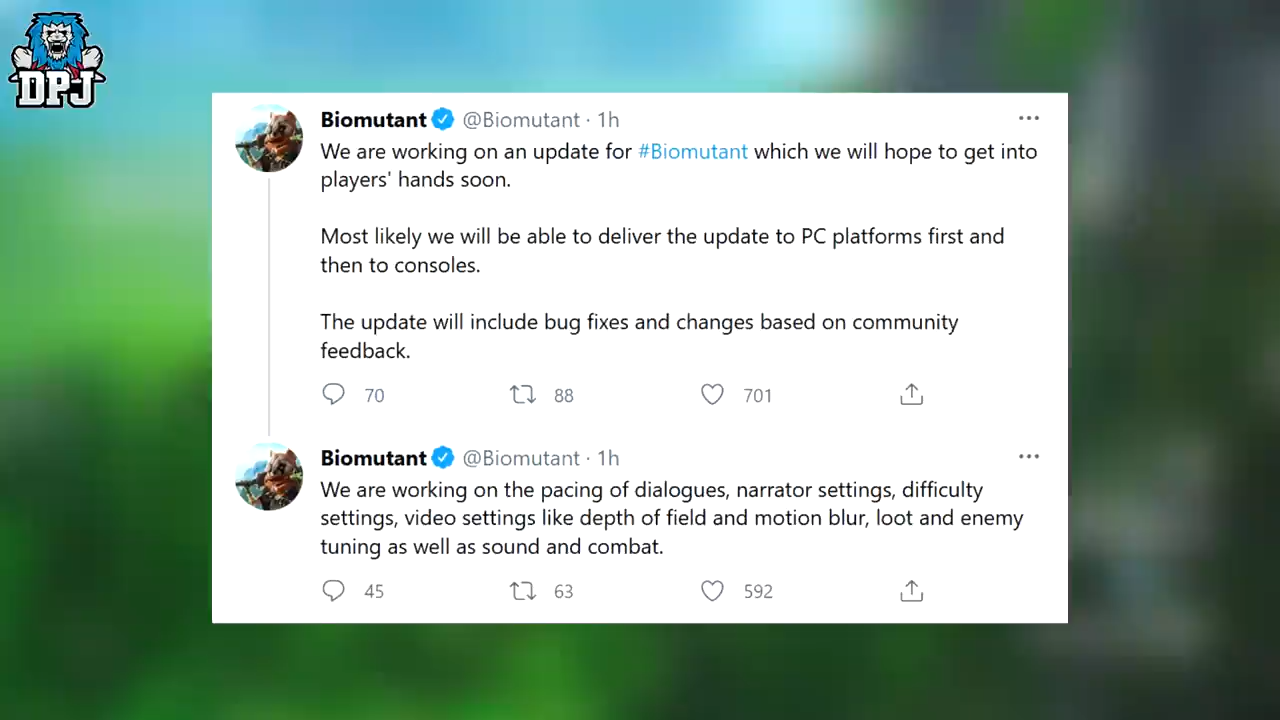 DPJ
Biomutant @Biomutant · 1h
We are working on an update for #Biomutant which we will hope to get into
players' hands soon.
Most likely we will be able to deliver the update to PC platforms first and
then to consoles.
The update will include bug fixes and changes based on community
feedback.
70 88 701
Biomutant @Biomutant · 1h
We are working on the pacing of dialogues, narrator settings, difficulty
settings, video settings like depth of field and motion blur, loot and enemy
tuning as well as sound and combat.
45 63 592